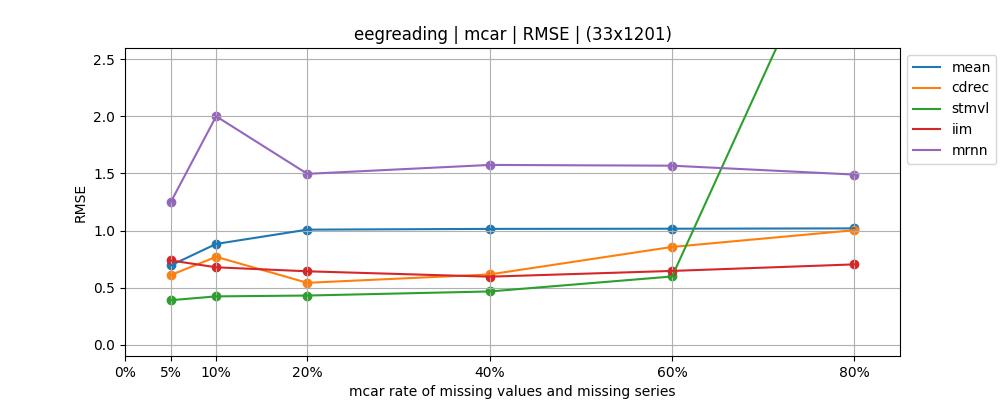 eegreading | mcar | RMSE | (33x1201)
RMSE
2.5
2.0
1.5
1.0
0.5
0.0
0% 5% 10% 20% 40% 60% 80%
mcar rate of missing values and missing series
mean
cdrec
stmvl
iim
mrnn